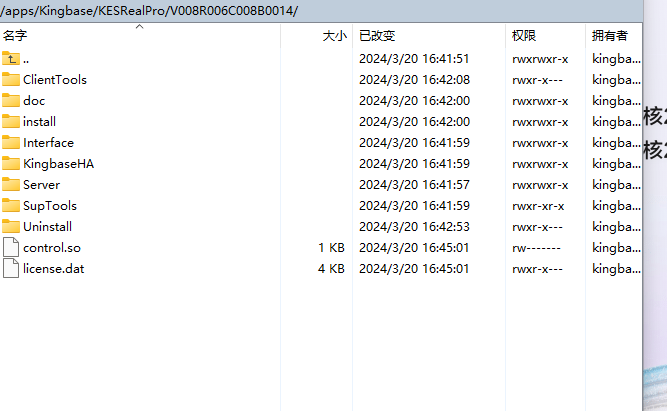 /apps/Kingbase/KESRealPro/V008R006C008B0014/
名字 大小 已改变 权限 拥有者
.. 2024/3/20 16:41:51 rwxrwxr-x kingba...
ClientTools 2024/3/20 16:42:08 rwxr-x--- kingba...
doc 2024/3/20 16:42:00 rwxrwxr-x kingba...
install 2024/3/20 16:42:00 rwxrwxr-x kingba...
Interface 2024/3/20 16:41:59 rwxrwxr-x kingba...
KingbaseHA 2024/3/20 16:41:59 rwxrwxr-x kingba...
Server 2024/3/20 16:41:57 rwxrwxr-x kingba...
SupTools 2024/3/20 16:41:59 rwxr-xr-x kingba...
Uninstall 2024/3/20 16:42:53 rwxr-x--- kingba...
control.so 1 KB 2024/3/20 16:45:01 rw------- kingba...
license.dat 4 KB 2024/3/20 16:45:01 rwxr-x--- kingba...
核
核